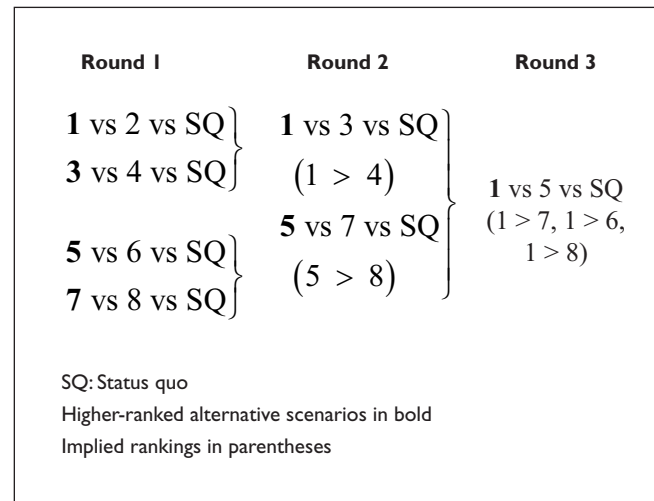 Round 1 Round 2 Round 3
1 vs 2 vs SQ
3 vs 4 vs SQ
5 vs 6 vs SQ
7 vs 8 vs SQ
1 vs 3 vs SQ
(1 > 4)
5 vs 7 vs SQ
(5 > 8)
1 vs 5 vs SQ
(1 > 7, 1 > 6,
1 > 8)
SQ: Status quo
Higher-ranked alternative scenarios in bold
Implied rankings in parentheses